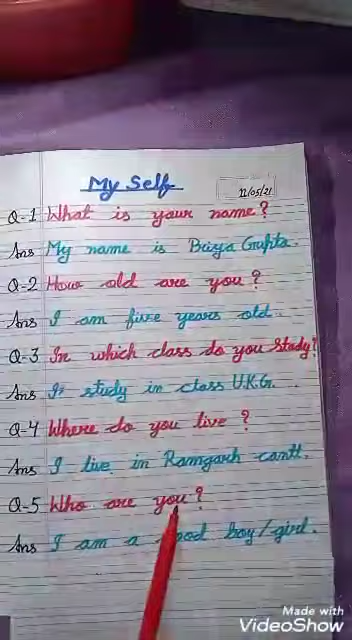 My Self
12/05/21
Q-1 What is your name?
Ans My name is Briya Gupta.
Q-2 How old are you?
Ans I am five years old.
Q-3 In which class do you study?
Ans I study in class U.K.G.
Q-4 Where do you live?
Ans I live in Ramgarh cantt.
Q-5 Who are you?
Ans I am a boy/girl.
Made with
VideoShow